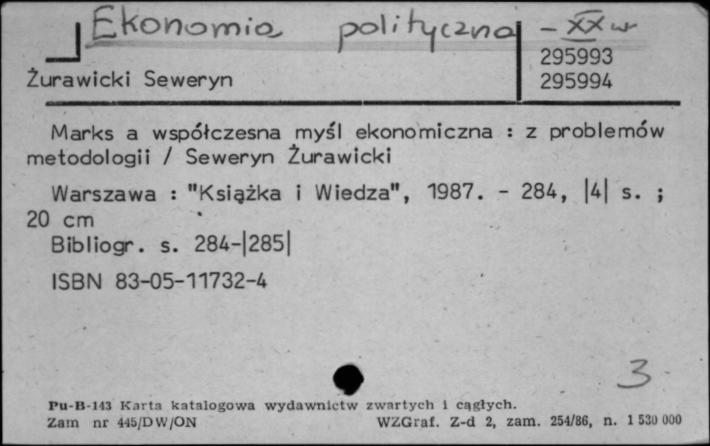 Ekonomia polityczna - XX w
295993
Żurawicki Seweryn 295994
Marks a współczesna myśl ekonomiczna : z problemów
metodologii / Seweryn Żurawicki
Warszawa : "Książka i Wiedza", 1987. - 284, |4| s. ;
20 cm
Bibliogr. s. 284-|285|
ISBN 83-05-11732-4
3
Pu-B-143 Karta katalogowa wydawnictw zwartych i ciągłych.
Zam nr 445/DW/ON WZGraf. Z-d 2, zam. 254/86, n. 1 530 000